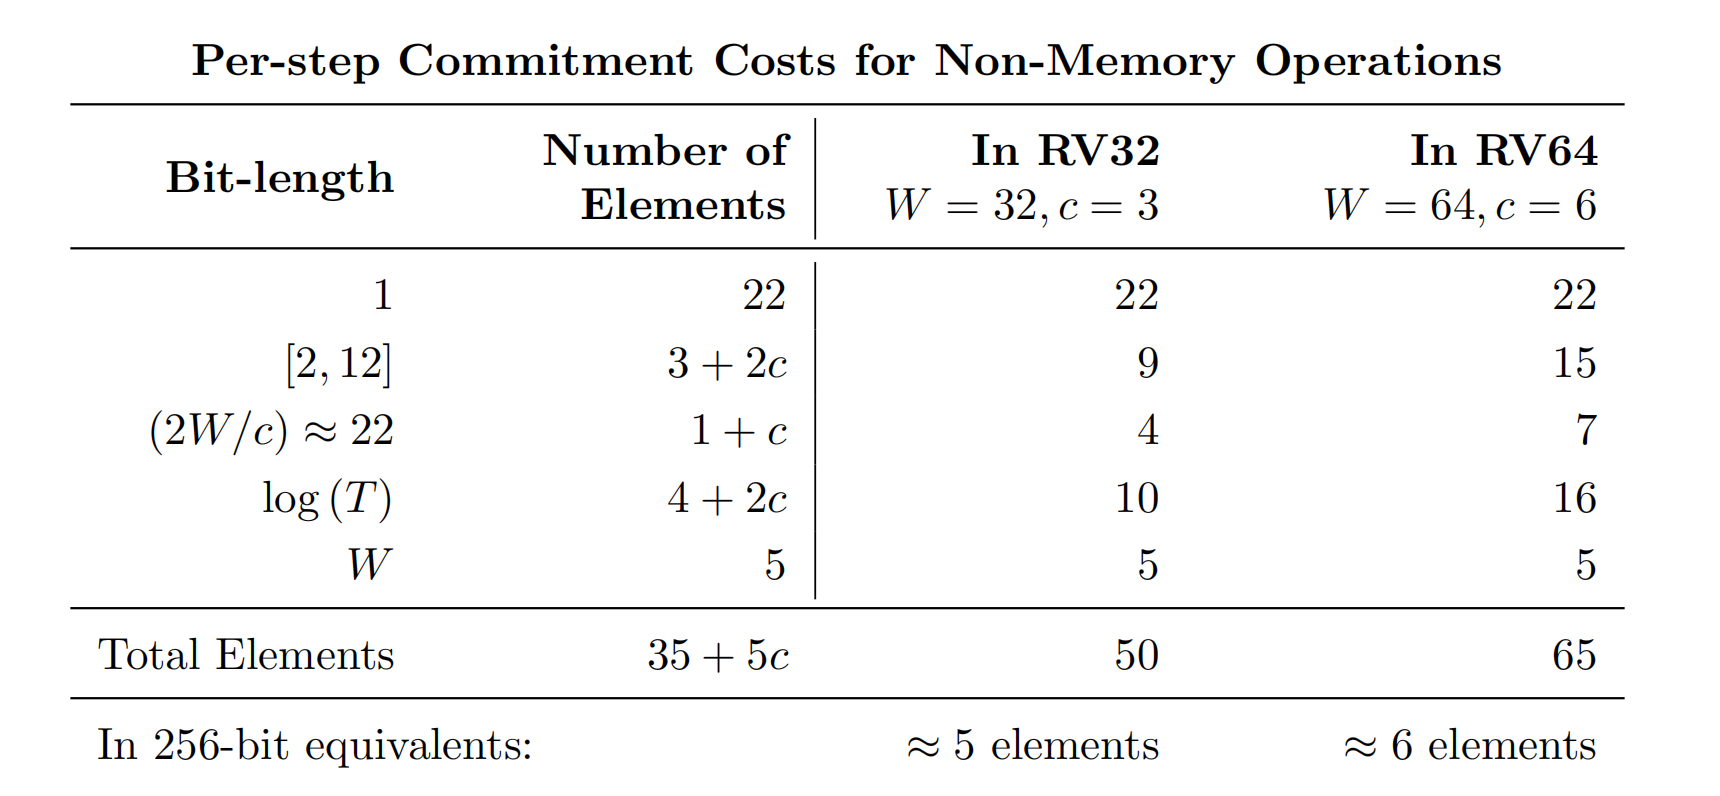 Per-step Commitment Costs for Non-Memory Operations
Bit-length Number of Elements In RV32 W = 32, c = 3 In RV64 W = 64, c = 6
1 22 22 22
[2, 12] 3 + 2c 9 15
(2W/c) ≈ 22 1 + c 4 7
log (T) 4 + 2c 10 16
W 5 5 5
Total Elements 35 + 5c 50 65
In 256-bit equivalents: ≈ 5 elements ≈ 6 elements